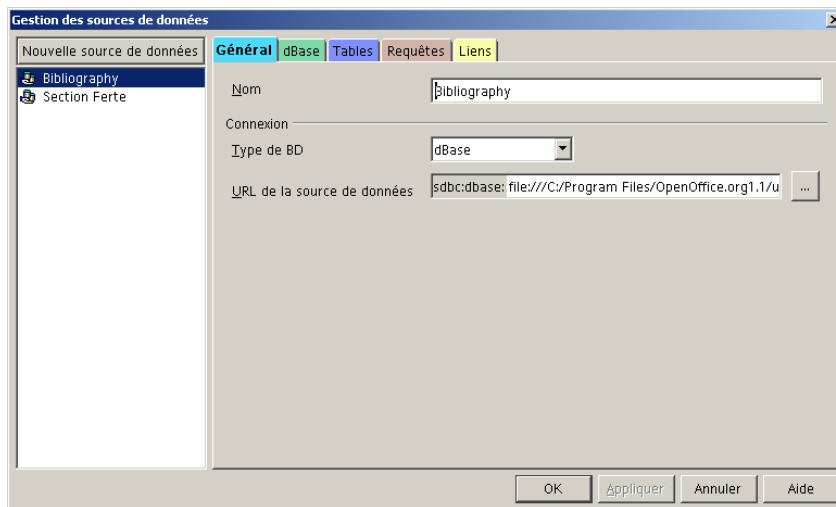 Gestion des sources de données
Nouvelle source de données
Bibliography
Section Ferte
Général dBase Tables Requêtes Liens
Nom Bibliography
Connexion
Type de BD dBase
URL de la source de données sdbc:dbase: file:///C:/Program Files/OpenOffice.org1.1/u ...
OK Appliquer Annuler Aide